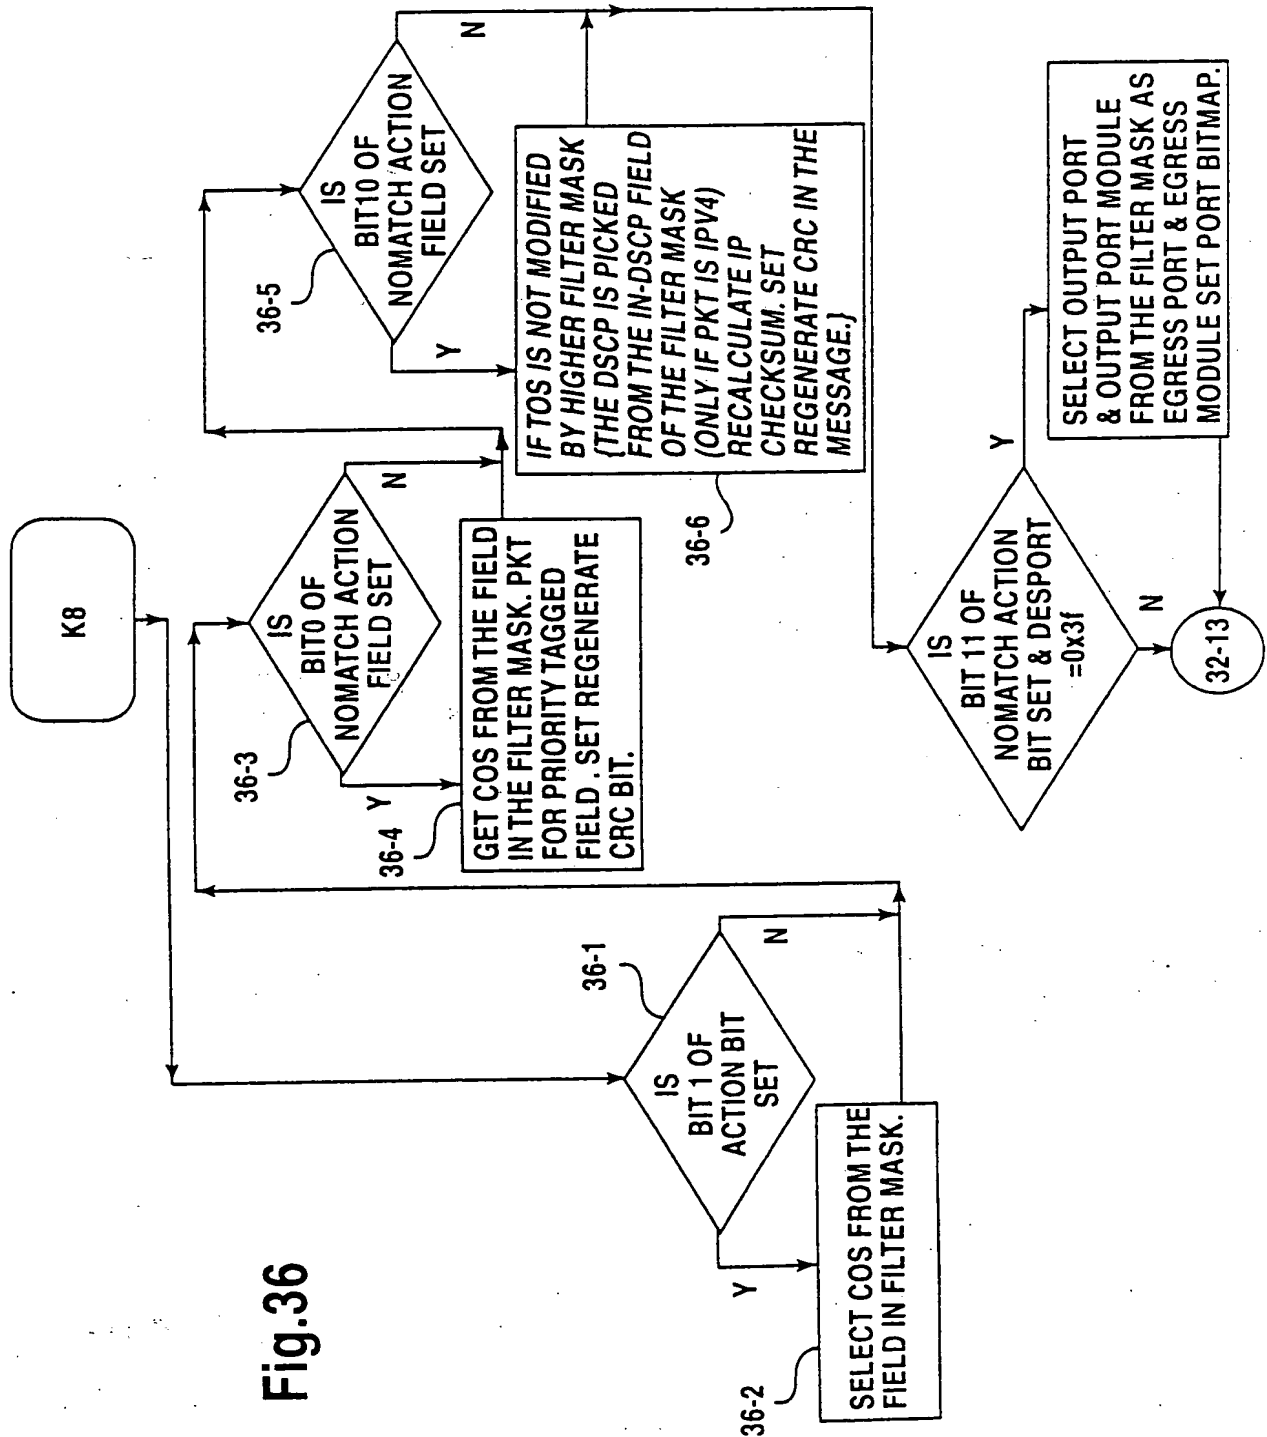 Fig.36
K8
IS
BIT 1 OF
ACTION BIT
SET
36-1
Y
N
36-2
SELECT COS FROM THE
FIELD IN FILTER MASK.
IS
BIT0 OF
NOMATCH ACTION
FIELD SET
36-3
Y
N
36-4
GET COS FROM THE FIELD
IN THE FILTER MASK. PKT
FOR PRIORITY TAGGED
FIELD . SET REGENERATE
CRC BIT.
IS
BIT10 OF
NOMATCH ACTION
FIELD SET
36-5
Y
N
36-6
IF TOS IS NOT MODIFIED
BY HIGHER FILTER MASK
{THE DSCP IS PICKED
FROM THE IN-DSCP FIELD
OF THE FILTER MASK
(ONLY IF PKT IS IPV4)
RECALCULATE IP
CHECKSUM. SET
REGENERATE CRC IN THE
MESSAGE.}
IS
BIT 11 OF
NOMATCH ACTION
BIT SET & DESPORT
=0x3f
Y
N
SELECT OUTPUT PORT
& OUTPUT PORT MODULE
FROM THE FILTER MASK AS
EGRESS PORT & EGRESS
MODULE SET PORT BITMAP.
32-13